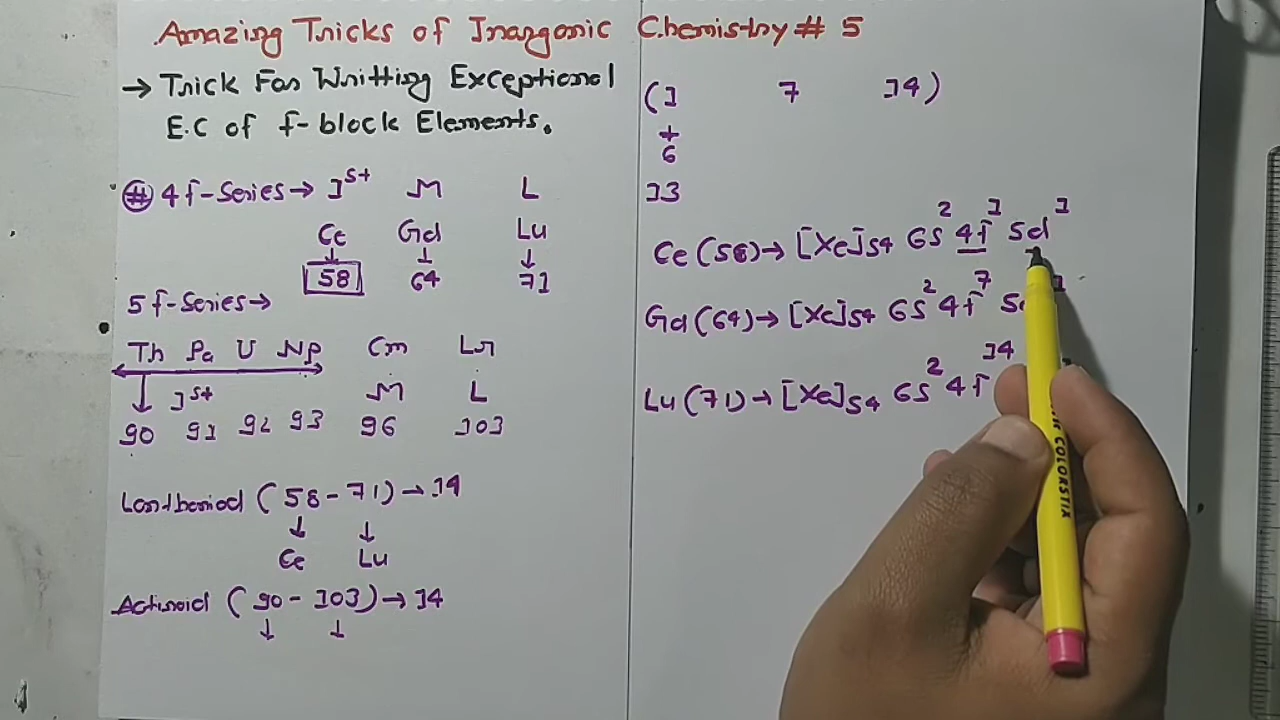 Amazing Tricks of Inorganic Chemistry # 5
→ Trick For Writting Exceptional
E.C of f-block Elements.
# 4f-Series → 1st M L
Ce Gd Lu
↓ ↓ ↓
58 64 71
5f-Series →
Th Pa U Np Cm Lr
1st M L
90 91 92 93 96 103
Lanthanoid (58 - 71) → 14
↓ ↓
Ce Lu
Actinoid (90 - 103) → 14
↓ ↓
(1 7 14)
+
6
13
Ce (58) → [Xe]54 6s² 4f¹ 5d¹
Gd (64) → [Xe]54 6s² 4f⁷ 5d¹
Lu (71) → [Xe]54 6s² 4f¹⁴